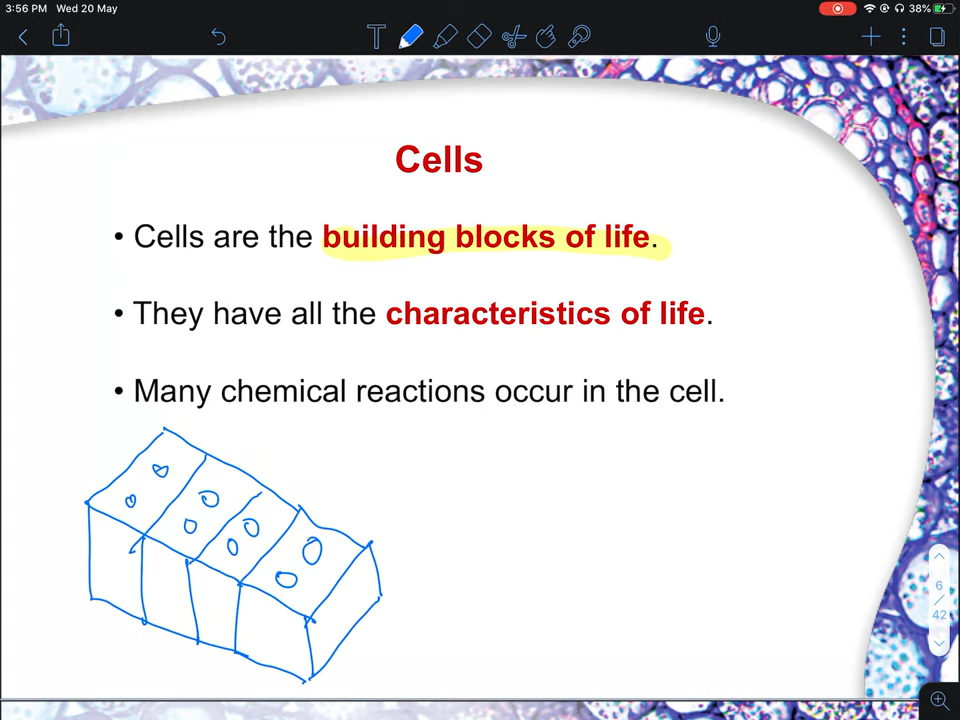 3:56 PM Wed 20 May
38%
T
Cells
• Cells are the building blocks of life.
• They have all the characteristics of life.
• Many chemical reactions occur in the cell.
6
/
42